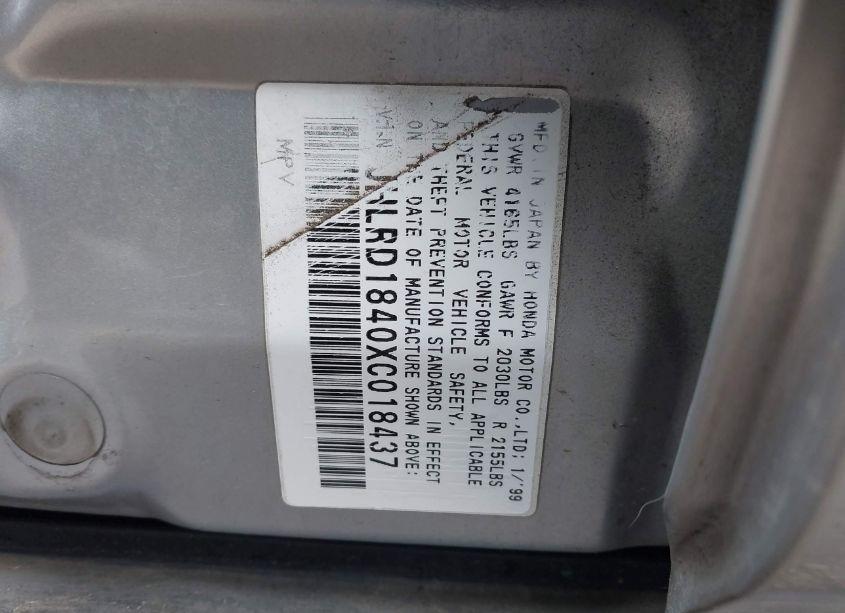 MFD. IN JAPAN BY HONDA MOTOR CO.,LTD; 1/'99
GVWR 4165LBS GAWR F 2030LBS R 2155LBS
THIS VEHICLE CONFORMS TO ALL APPLICABLE
FEDERAL MOTOR VEHICLE SAFETY,
AND THEFT PREVENTION STANDARDS IN EFFECT
ON THE DATE OF MANUFACTURE SHOWN ABOVE:
V-I-N JHLRD1840XC018437
MPV